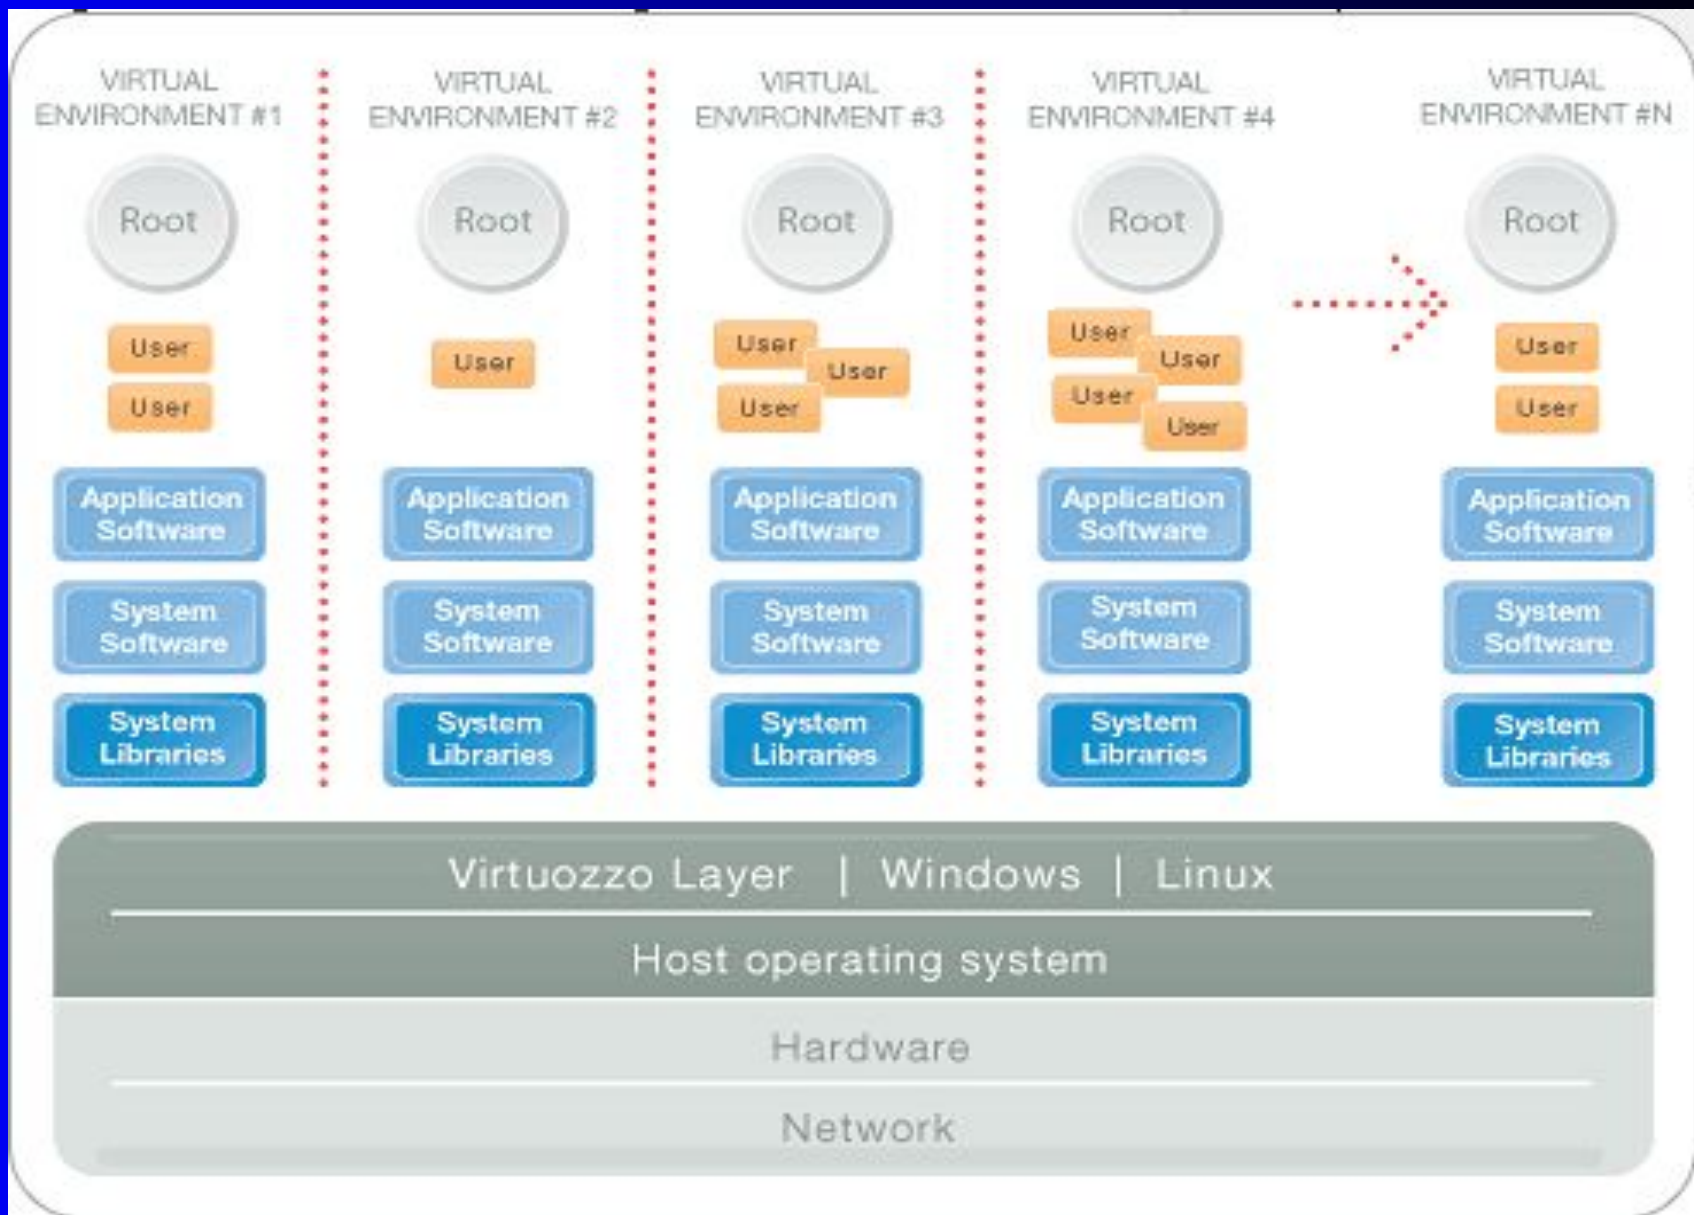 VIRTUAL
ENVIRONMENT #1
VIRTUAL
ENVIRONMENT #2
VIRTUAL
ENVIRONMENT #3
VIRTUAL
ENVIRONMENT #4
VIRTUAL
ENVIRONMENT #N
Root
Root
Root
Root
Root
User
User
User
User
User
User
User
User
User
User
User
User
Application
Software
Application
Software
Application
Software
Application
Software
Application
Software
System
Software
System
Software
System
Software
System
Software
System
Software
System
Libraries
System
Libraries
System
Libraries
System
Libraries
System
Libraries
Virtuozzo Layer | Windows | Linux
Host operating system
Hardware
Network